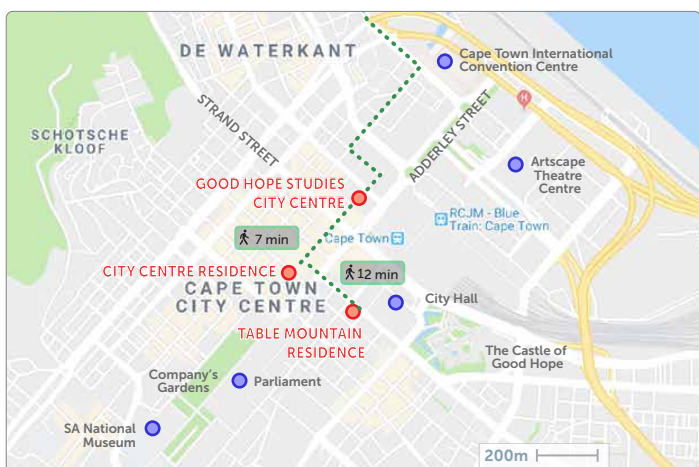 DE WATERKANT
Cape Town International
Convention Centre
STRAND STREET
ADDERLEY STREET
H
SCHOTSCHE
KLOOF
Artscape
Theatre
Centre
GOOD HOPE STUDIES
CITY CENTRE
RCJM - Blue
Train: Cape Town
7 min
Cape Town
CITY CENTRE RESIDENCE
12 min
CAPE TOWN
CITY CENTRE
City Hall
TABLE MOUNTAIN
RESIDENCE
The Castle of
Good Hope
Company's
Gardens
Parliament
SA National
Museum
200m